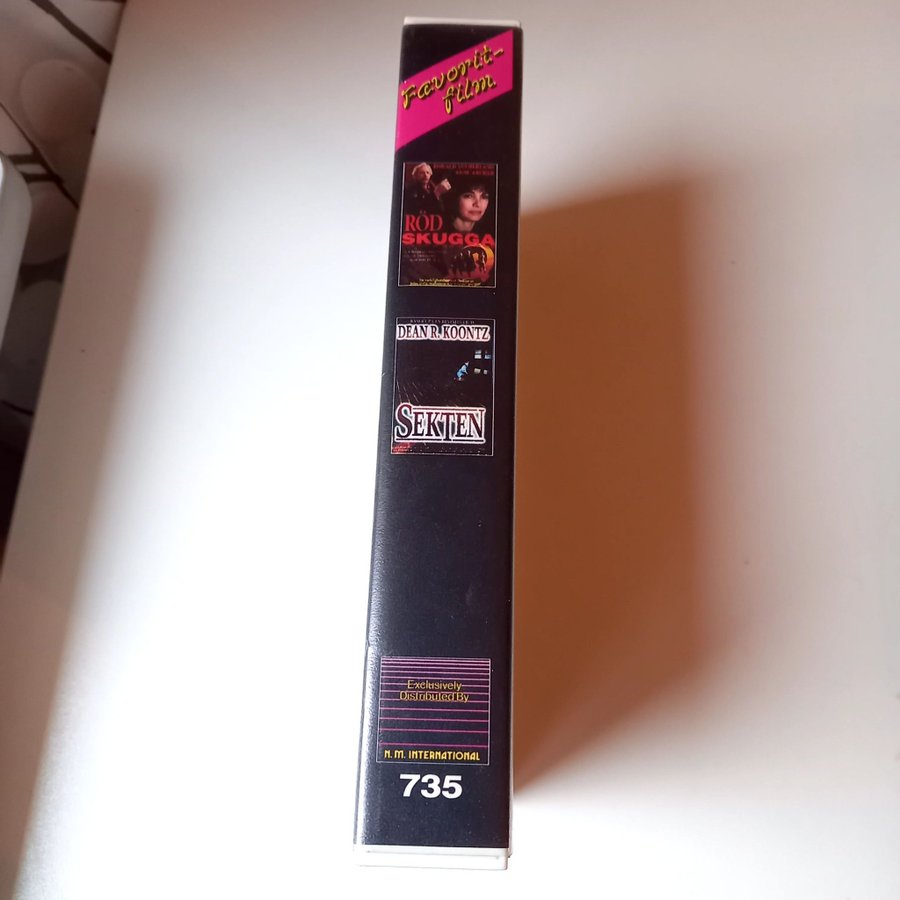 Favorit-
film
RÖD
SKUGGA
DEAN R. KOONTZ
SEKTEN
Exclusively
Distributed By
N. M. INTERNATIONAL
735